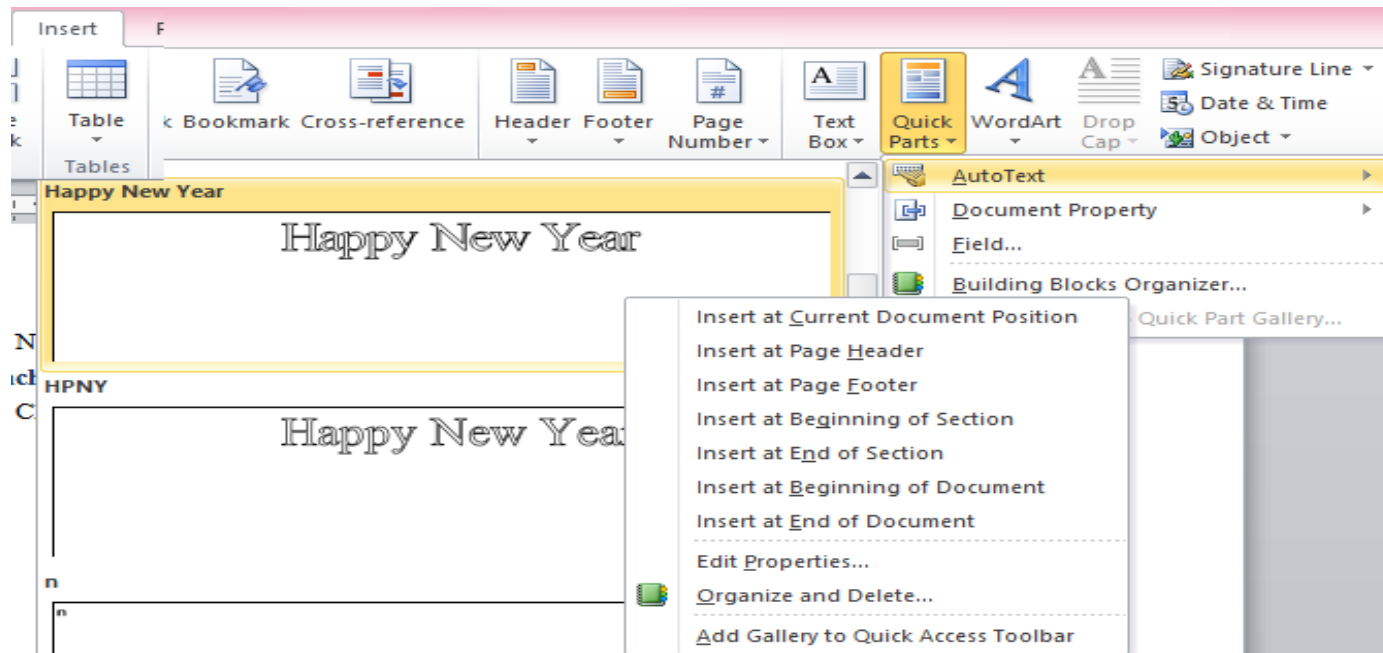 Insert
Table
Bookmark Cross-reference
Header Footer
Page Number
Text Box
Quick Parts
WordArt
Drop Cap
Signature Line
Date & Time
Object
Tables
AutoText
Document Property
Field...
Building Blocks Organizer...
Quick Part Gallery...
Happy New Year
Happy New Year
HPNY
Happy New Yea
n
n
Insert at Current Document Position
Insert at Page Header
Insert at Page Footer
Insert at Beginning of Section
Insert at End of Section
Insert at Beginning of Document
Insert at End of Document
Edit Properties...
Organize and Delete...
Add Gallery to Quick Access Toolbar